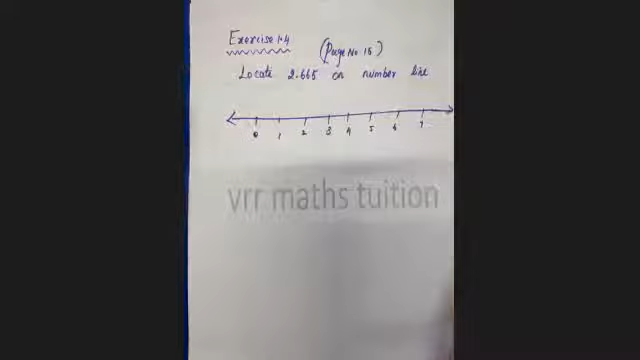 Exercise 1.4
(Page No 15)
Locate 2.665 on number line
0 1 2 3 4 5 6 7
vrr maths tuition